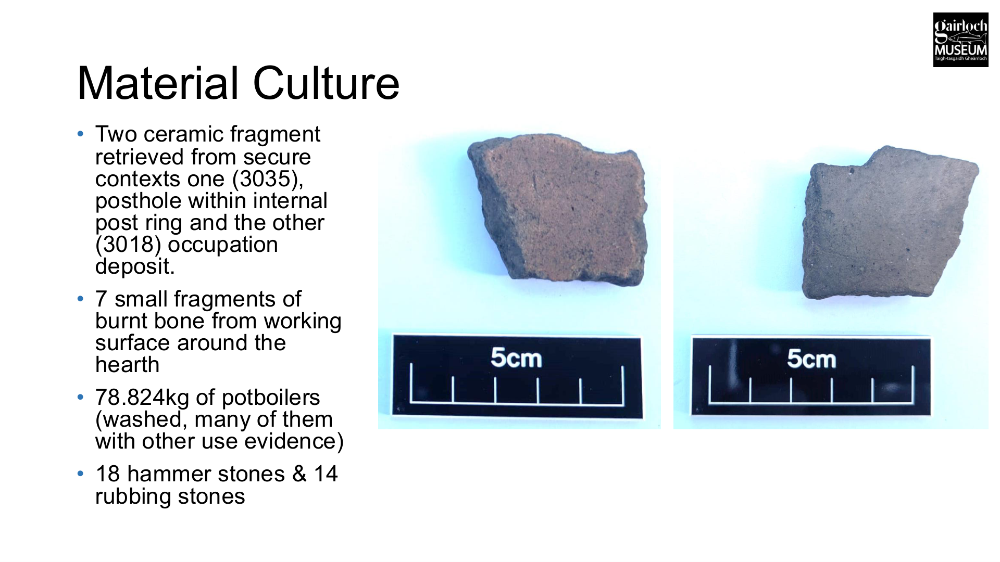 gairloch
MUSEUM
Taigh-tasgaidh Gheàrrloch
Material Culture
• Two ceramic fragment
retrieved from secure
contexts one (3035),
posthole within internal
post ring and the other
(3018) occupation
deposit.
• 7 small fragments of
burnt bone from working
surface around the
hearth
• 78.824kg of potboilers
(washed, many of them
with other use evidence)
• 18 hammer stones & 14
rubbing stones
5cm
5cm